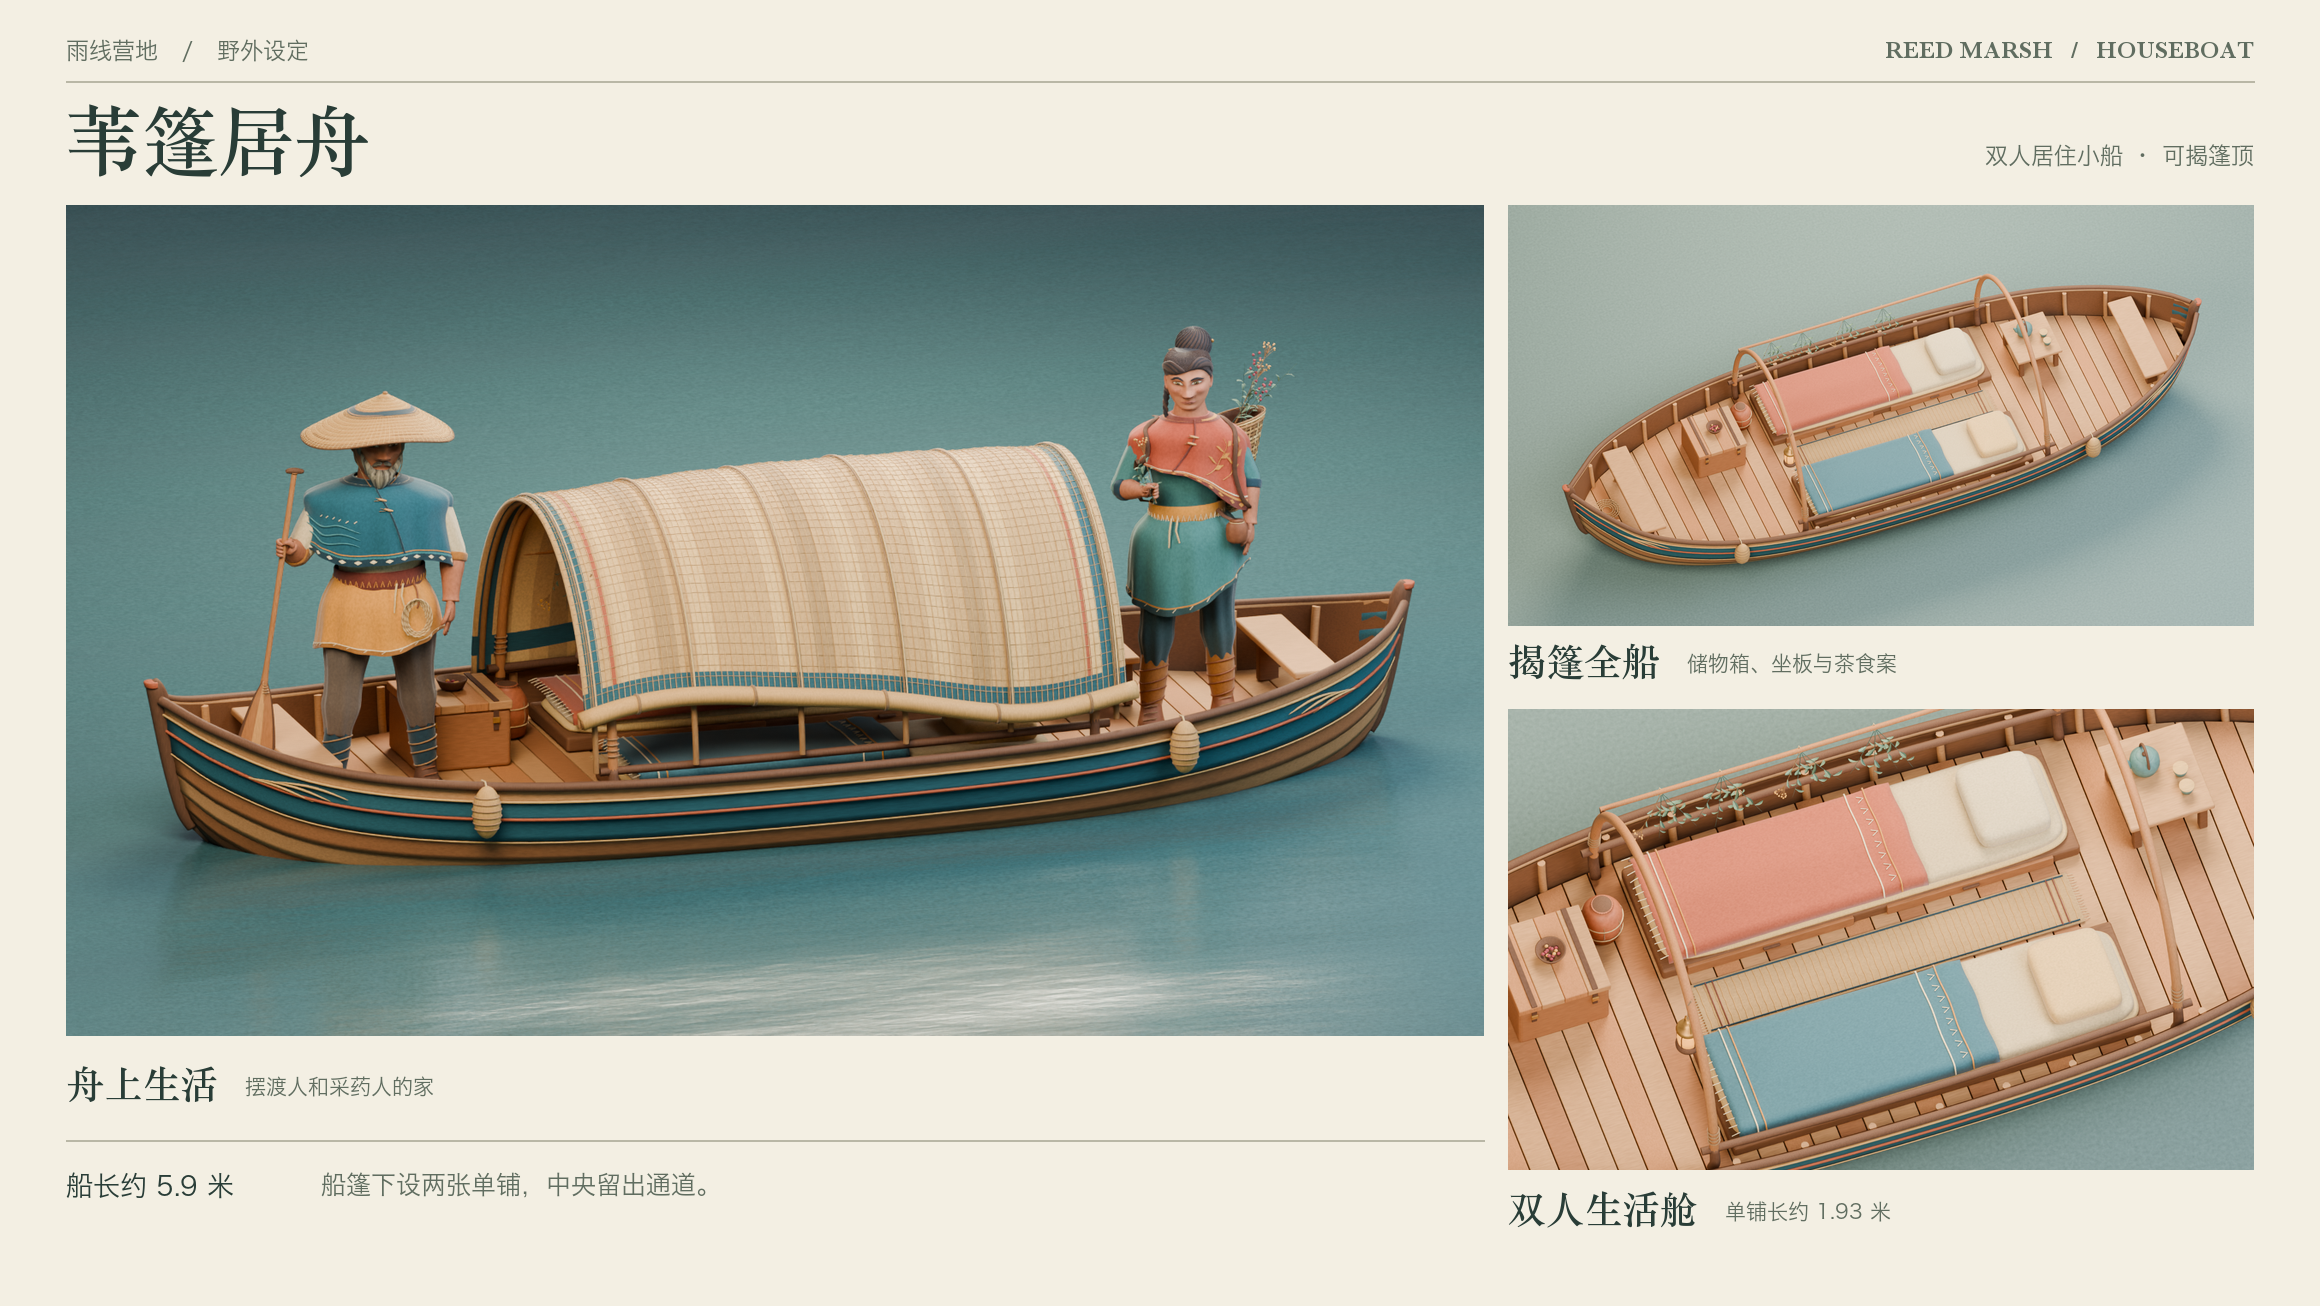 雨线营地 / 野外设定
REED MARSH / HOUSEBOAT
苇篷居舟
双人居住小船 · 可揭篷顶
揭篷全船 储物箱、坐板与茶食案
舟上生活 摆渡人和采药人的家
船长约 5.9 米 船篷下设两张单铺，中央留出通道。
双人生活舱 单铺长约 1.93 米